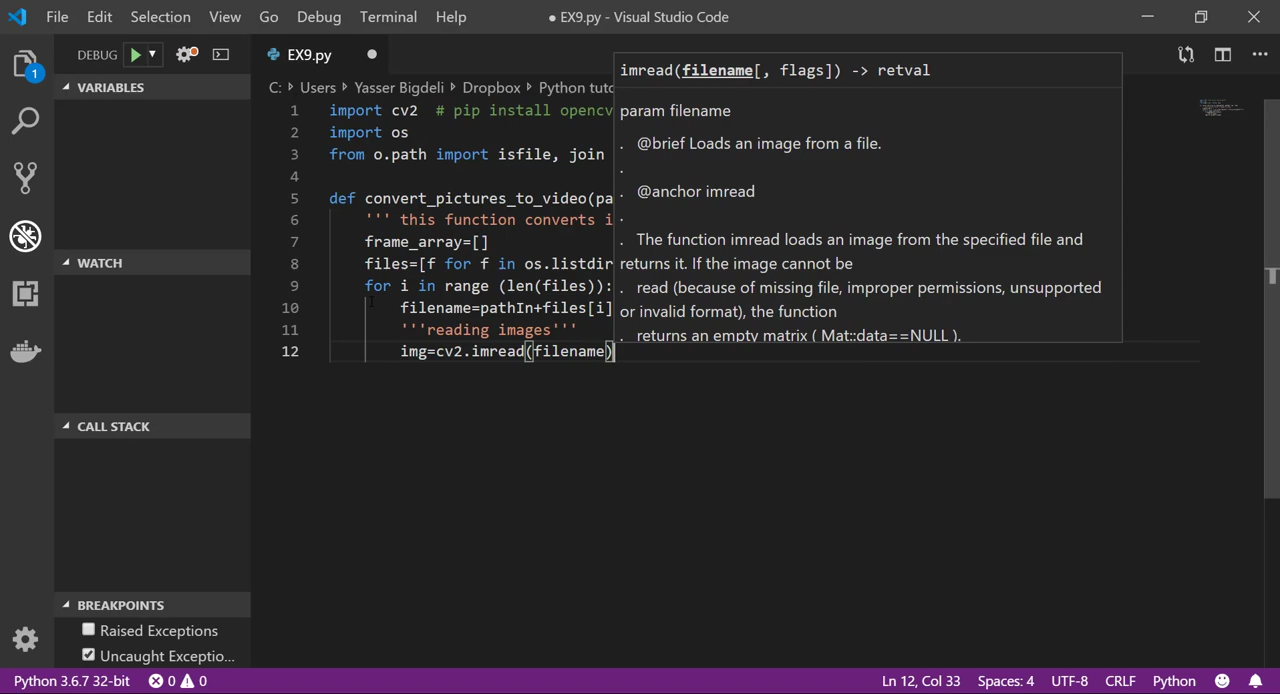 File Edit Selection View Go Debug Terminal Help ● EX9.py - Visual Studio Code
1
DEBUG
VARIABLES
WATCH
CALL STACK
BREAKPOINTS
Raised Exceptions
Uncaught Exceptio...
EX9.py
C: Users Yasser Bigdeli Dropbox Python tuto
1 import cv2 # pip install opencv
2 import os
3 from o.path import isfile, join
4
5 def convert_pictures_to_video(pa
6 ''' this function converts i
7 frame_array=[]
8 files=[f for f in os.listdir
9 for i in range (len(files)):
10 filename=pathIn+files[i]
11 '''reading images'''
12 img=cv2.imread(filename)
imread(filename[, flags]) -> retval
param filename
. @brief Loads an image from a file.
.
. @anchor imread
.
. The function imread loads an image from the specified file and
returns it. If the image cannot be
. read (because of missing file, improper permissions, unsupported
or invalid format), the function
. returns an empty matrix ( Mat::data==NULL ).
Python 3.6.7 32-bit 0 0 Ln 12, Col 33 Spaces: 4 UTF-8 CRLF Python